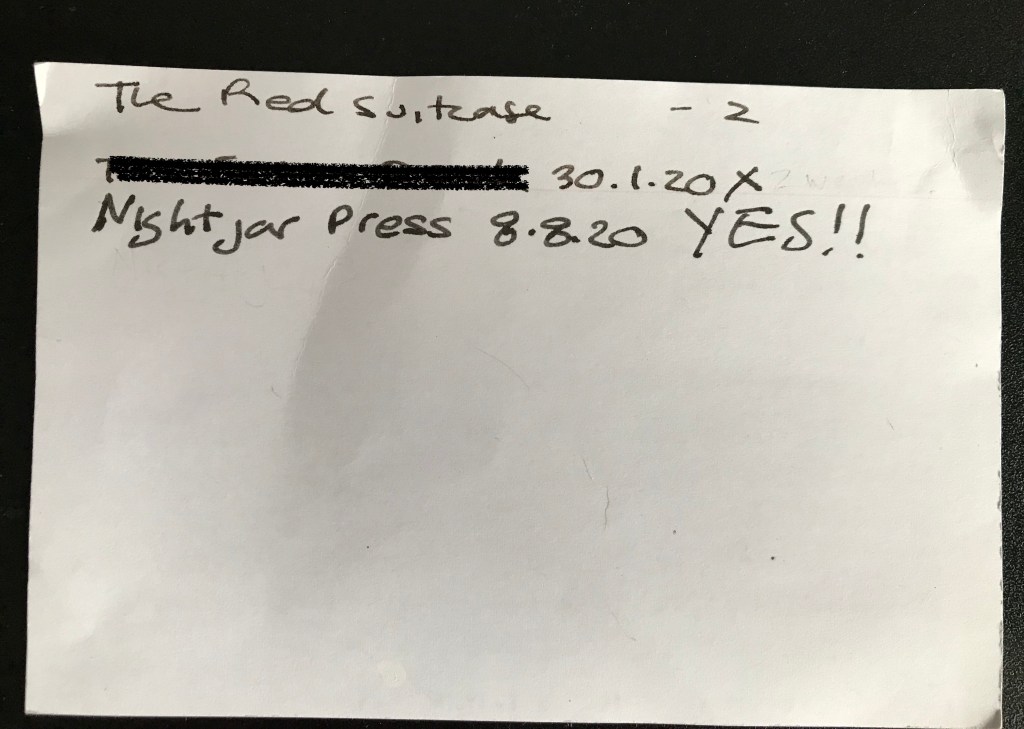 The Red Suitcase - 2
30.1.20 X
Nightjar Press 8.8.20 YES!!